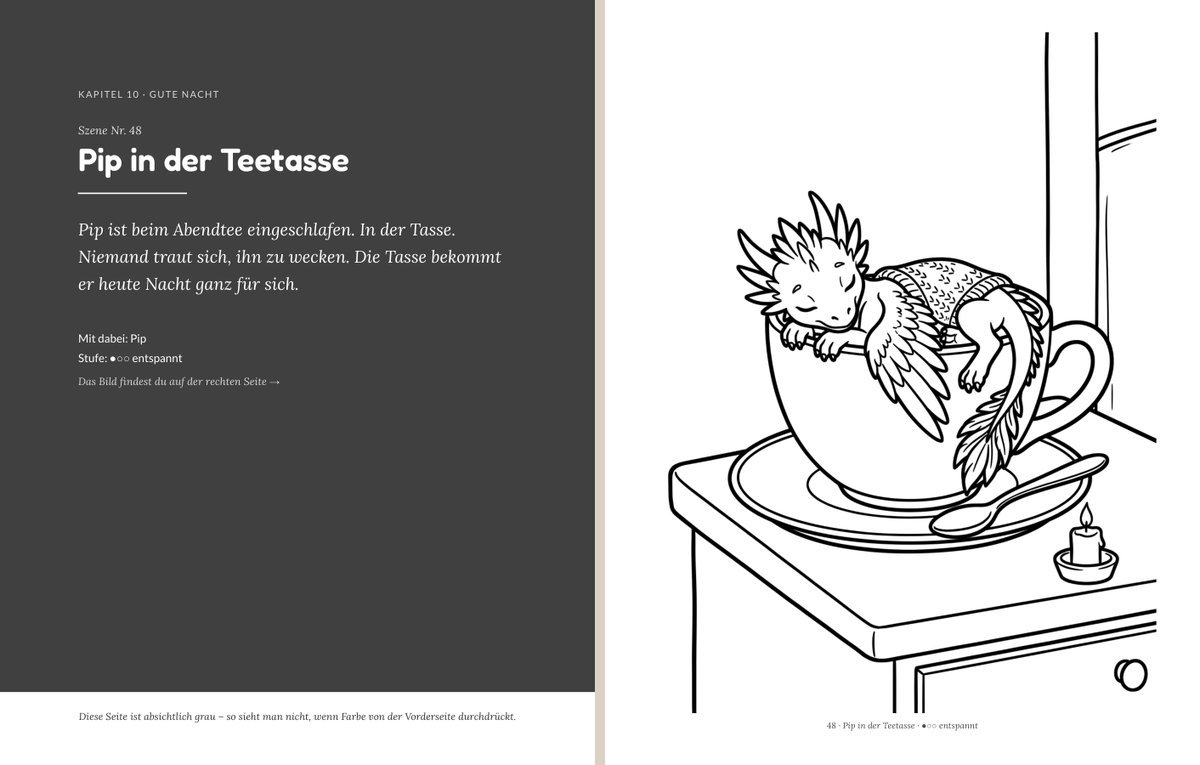 KAPITEL 10 · GUTE NACHT
Szene Nr. 48
Pip in der Teetasse
Pip ist beim Abendtee eingeschlafen. In der Tasse.
Niemand traut sich, ihn zu wecken. Die Tasse bekommt
er heute Nacht ganz für sich.
Mit dabei: Pip
Stufe: ●○○ entspannt
Das Bild findest du auf der rechten Seite →
Diese Seite ist absichtlich grau – so sieht man nicht, wenn Farbe von der Vorderseite durchdrückt.
48 · Pip in der Teetasse · ●○○ entspannt